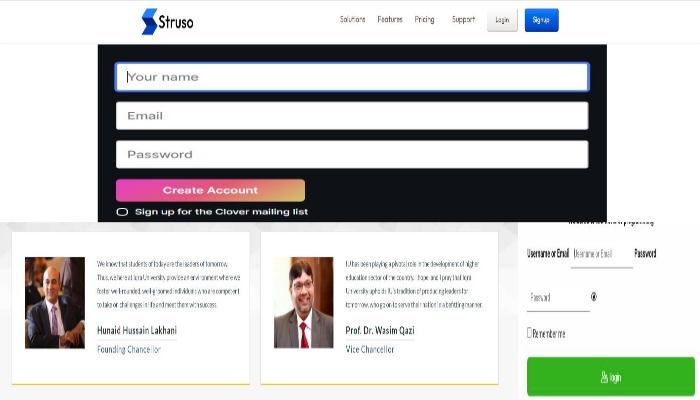 Struso
Solutions Features Pricing Support Login Signup
Your name
Email
Password
Create Account
Sign up for the Clover mailing list
We know that students of today are the leaders of tomorrow.
Thus, we here at Iqra University provide an environment where we
foster well-rounded, well-groomed individuals who are competent
to take on challenges in life and meet them with success.
Hunaid Hussain Lakhani
Founding Chancellor
IU has been playing a pivotal role in the development of higher
education sector of the country. I hope and I pray that Iqra
University upholds IU's tradition of producing leaders for
tomorrow, who go on to serve their nation in a befitting manner.
Prof. Dr. Wasim Qazi
Vice Chancellor
Username or Email Username or Email Password
Password
Remember me
login